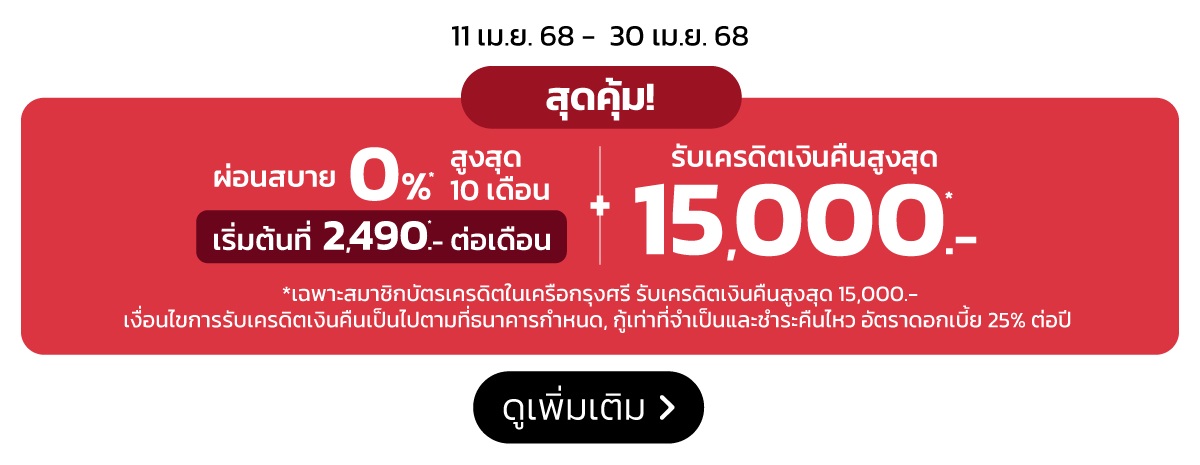 11 เม.ย. 68 - 30 เม.ย. 68
สุดคุ้ม!
ผ่อนสบาย 0%* สูงสุด 10 เดือน
เริ่มต้นที่ 2,490.-* ต่อเดือน
+
รับเครดิตเงินคืนสูงสุด
15,000.-*
*เฉพาะสมาชิกบัตรเครดิตในเครือกรุงศรี รับเครดิตเงินคืนสูงสุด 15,000.-
เงื่อนไขการรับเครดิตเงินคืนเป็นไปตามที่ธนาคารกำหนด, กู้เท่าที่จำเป็นและชำระคืนไหว อัตราดอกเบี้ย 25% ต่อปี
ดูเพิ่มเติม >